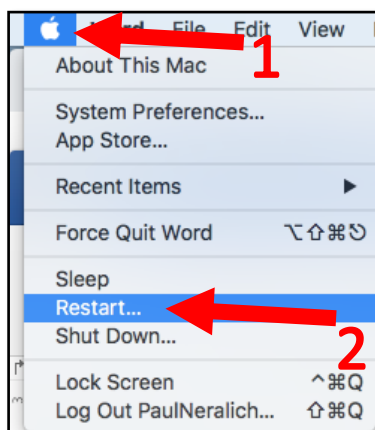 Word File Edit View
1
About This Mac
System Preferences...
App Store...
Recent Items ▶
Force Quit Word ⌥⇧⌘⎋
Sleep
Restart...
2
Shut Down...
Lock Screen ^⌘Q
Log Out PaulNeralich... ⇧⌘Q